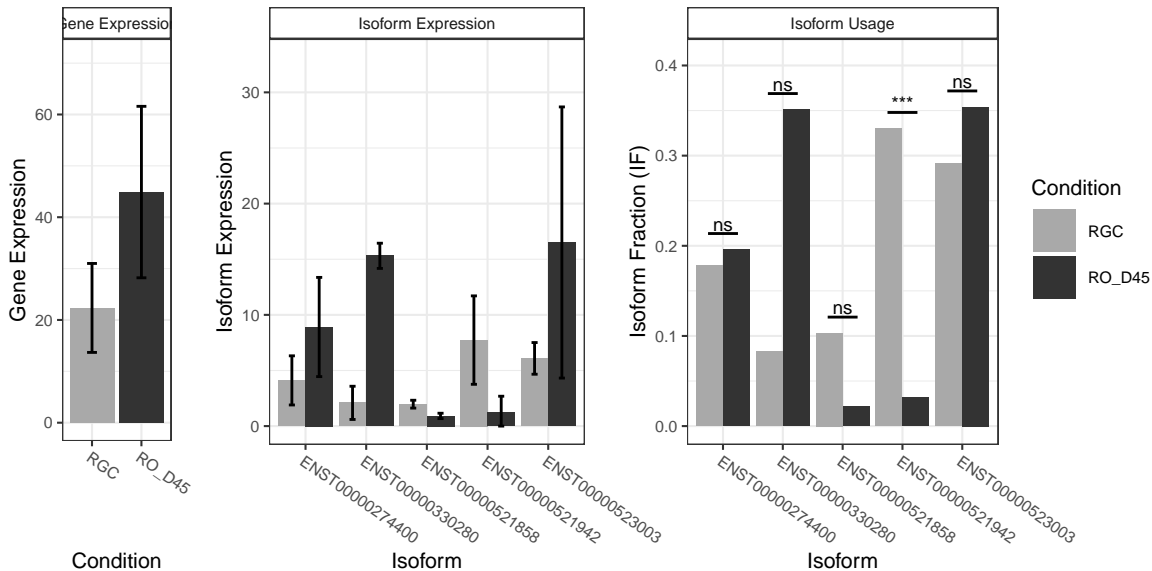 Gene Expression
Isoform Expression
Isoform Usage
Gene Expression
60
40
20
0
RGC
RO_D45
Condition
Isoform Expression
30
20
10
0
ENST00000274400
ENST00000330280
ENST00000521858
ENST00000521942
ENST00000523003
Isoform
Isoform Fraction (IF)
0.4
0.3
0.2
0.1
0.0
ns
ns
ns
***
ns
ENST00000274400
ENST00000330280
ENST00000521858
ENST00000521942
ENST00000523003
Isoform
Condition
RGC
RO_D45